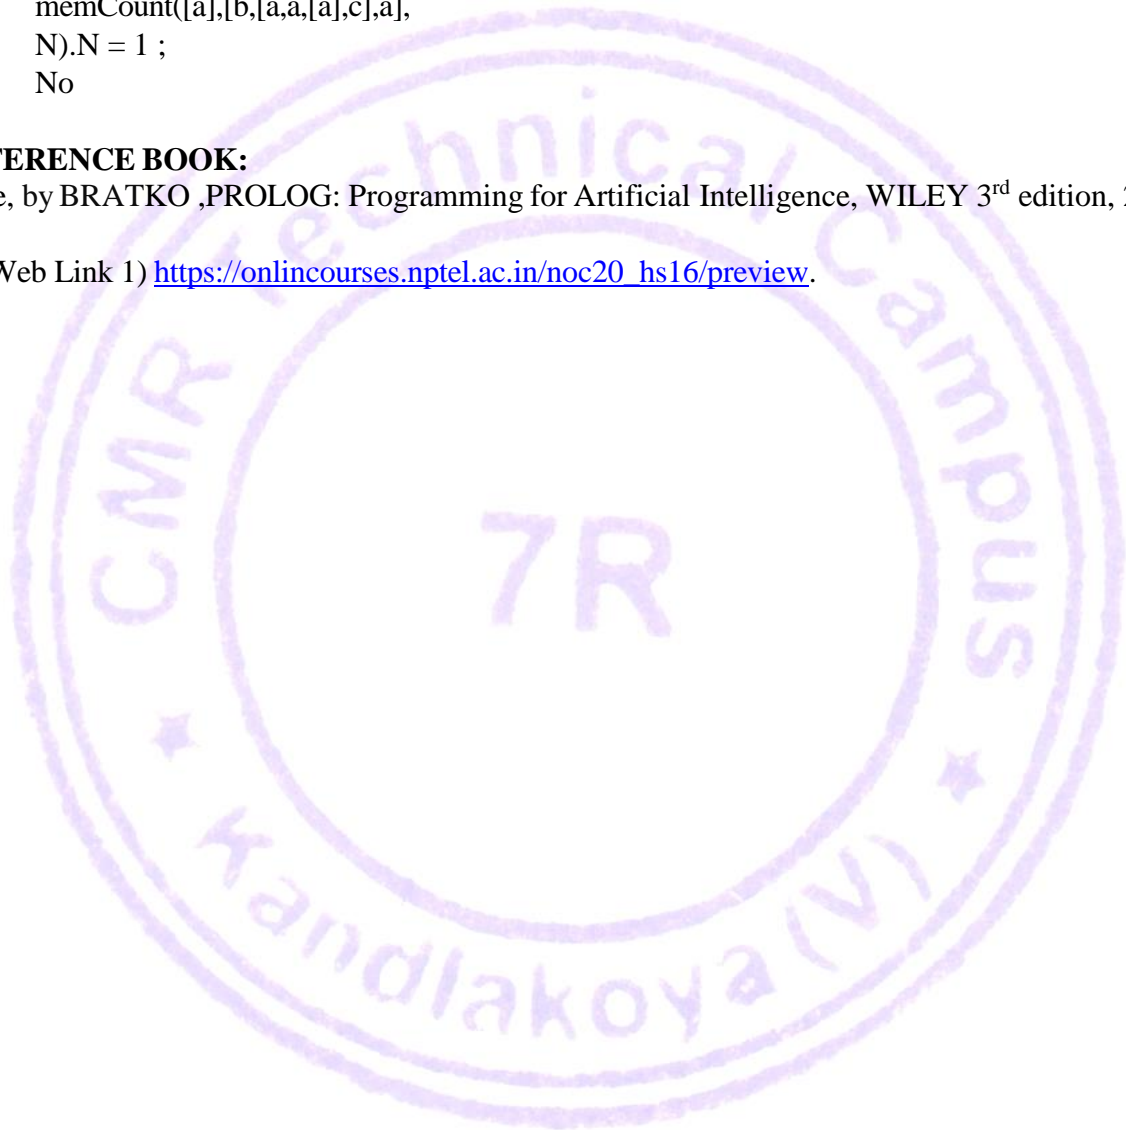 memCount([a],[b,[a,a,[a],c],a],
N).N = 1 ;
No
TERENCE BOOK:
e, by BRATKO ,PROLOG: Programming for Artificial Intelligence, WILEY 3rd edition,
Web Link 1) https://onlincourses.nptel.ac.in/noc20_hs16/preview.
CMR Technical Campus
7R
★ Kandlakoya (V) ★